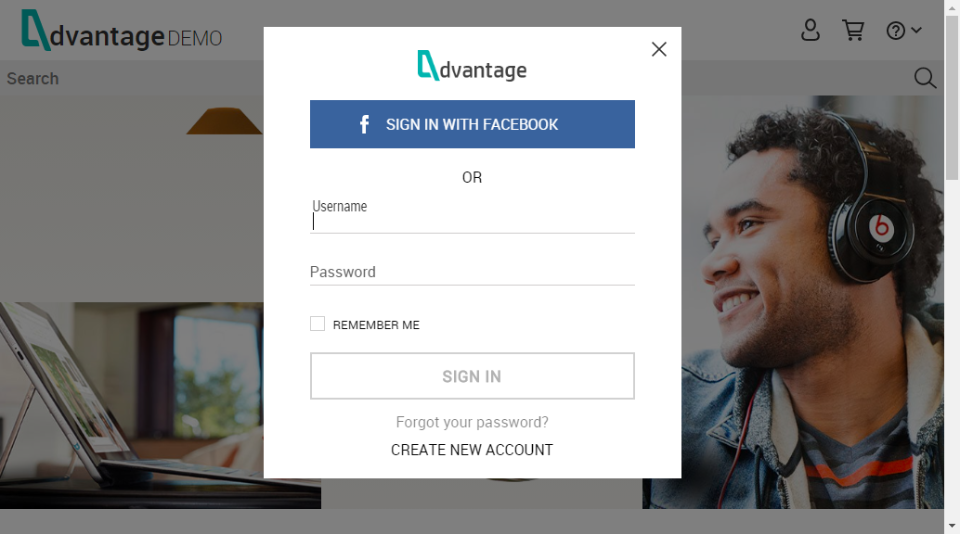 dvantage DEMO
Search
dvantage
SIGN IN WITH FACEBOOK
OR
Username
Password
REMEMBER ME
SIGN IN
Forgot your password?
CREATE NEW ACCOUNT